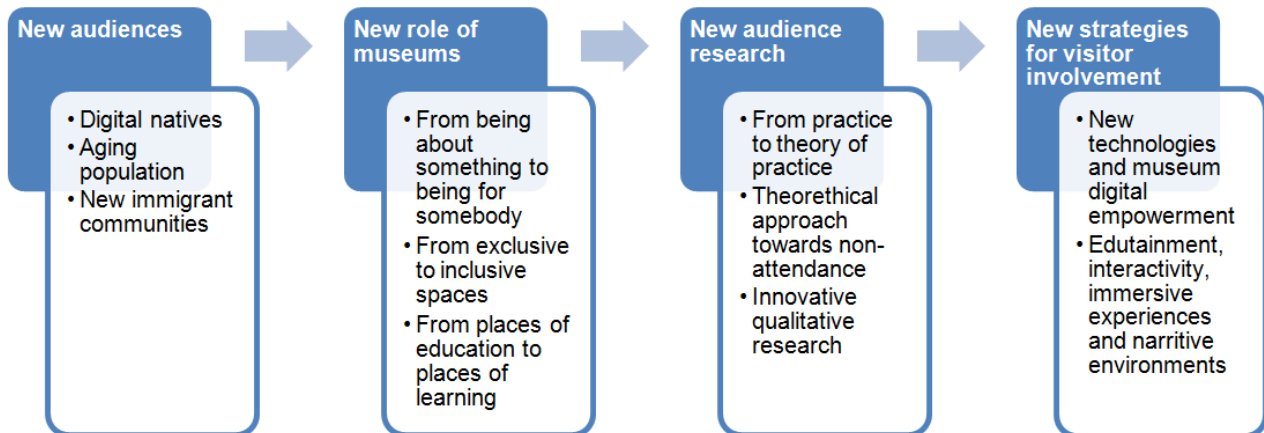 New audiences
• Digital natives
• Aging
population
• New immigrant
communities
New role of
museums
• From being
about
something to
being for
somebody
• From exclusive
to inclusive
spaces
• From places of
education to
places of
learning
New audience
research
• From practice
to theory of
practice
• Theorethical
approach
towards non-
attendance
• Innovative
qualitative
research
New strategies
for visitor
involvement
• New
technologies
and museum
digital
empowerment
• Edutainment,
interactivity,
immersive
experiences
and narritive
environments